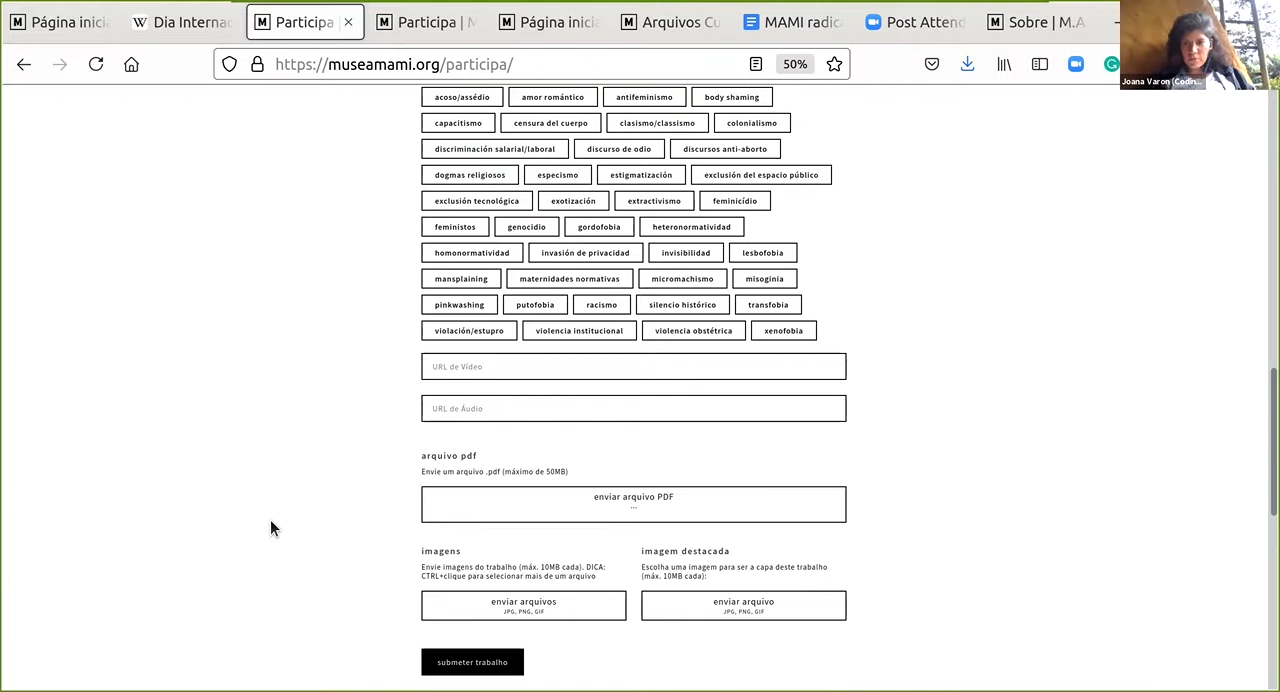 Página inici
Dia Interna
Participa |
Participa | M
Página inici
Arquivos Cu
MAMI radic
Post Attend
Sobre | M.A
https://museamami.org/participa/
50%
Joana Varon (Codin...
acoso/assédio
amor romántico
antifeminismo
body shaming
capacitismo
censura del cuerpo
clasismo/classismo
colonialismo
discriminación salarial/laboral
discurso de odio
discursos anti-aborto
dogmas religiosos
especismo
estigmatización
exclusión del espacio público
exclusión tecnológica
exotización
extractivismo
feminicídio
feministos
genocidio
gordofobia
heteronormatividad
homonormatividad
invasión de privacidad
invisibilidad
lesbofobia
mansplaining
maternidades normativas
micromachismo
misoginia
pinkwashing
putofobia
racismo
silencio histórico
transfobia
violación/estupro
violencia institucional
violencia obstétrica
xenofobia
URL de Vídeo
URL de Áudio
arquivo pdf
Envie um arquivo .pdf (máximo de 50MB)
enviar arquivo PDF
...
imagens
Envie imagens do trabalho (máx. 10MB cada). DICA:
CTRL+clique para selecionar mais de um arquivo
enviar arquivos
JPG, PNG, GIF
imagem destacada
Escolha uma imagem para ser a capa deste trabalho
(máx. 10MB cada):
enviar arquivo
JPG, PNG, GIF
submeter trabalho